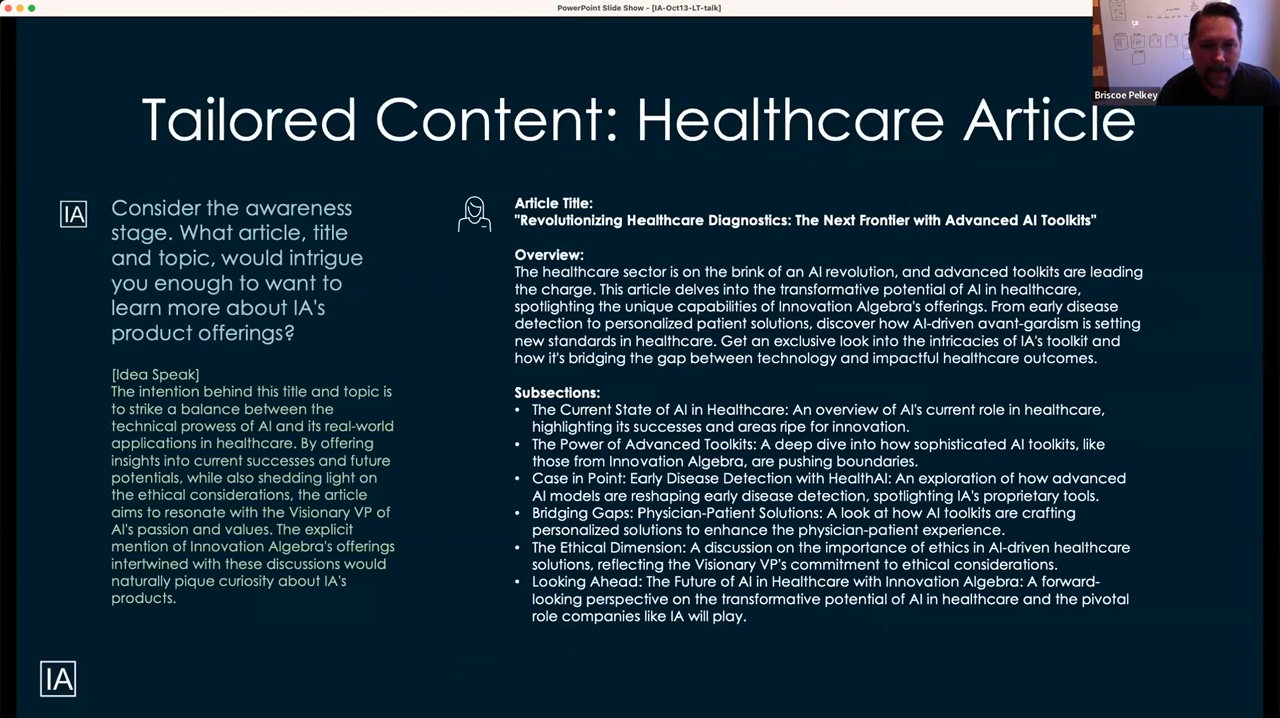 PowerPoint Slide Show - [IA-Oct13-LT-talk]
Briscoe Pelkey
Tailored Content: Healthcare Article
IA
Consider the awareness
stage. What article, title
and topic, would intrigue
you enough to want to
learn more about IA's
product offerings?
[Idea Speak]
The intention behind this title and topic is
to strike a balance between the
technical prowess of AI and its real-world
applications in healthcare. By offering
insights into current successes and future
potentials, while also shedding light on
the ethical considerations, the article
aims to resonate with the Visionary VP of
AI's passion and values. The explicit
mention of Innovation Algebra's offerings
intertwined with these discussions would
naturally pique curiosity about IA's
products.
Article Title:
"Revolutionizing Healthcare Diagnostics: The Next Frontier with Advanced AI Toolkits"
Overview:
The healthcare sector is on the brink of an AI revolution, and advanced toolkits are leading
the charge. This article delves into the transformative potential of AI in healthcare,
spotlighting the unique capabilities of Innovation Algebra's offerings. From early disease
detection to personalized patient solutions, discover how AI-driven avant-gardism is setting
new standards in healthcare. Get an exclusive look into the intricacies of IA's toolkit and
how it's bridging the gap between technology and impactful healthcare outcomes.
Subsections:
• The Current State of AI in Healthcare: An overview of AI's current role in healthcare,
highlighting its successes and areas ripe for innovation.
• The Power of Advanced Toolkits: A deep dive into how sophisticated AI toolkits, like
those from Innovation Algebra, are pushing boundaries.
• Case in Point: Early Disease Detection with HealthAI: An exploration of how advanced
AI models are reshaping early disease detection, spotlighting IA's proprietary tools.
• Bridging Gaps: Physician-Patient Solutions: A look at how AI toolkits are crafting
personalized solutions to enhance the physician-patient experience.
• The Ethical Dimension: A discussion on the importance of ethics in AI-driven healthcare
solutions, reflecting the Visionary VP's commitment to ethical considerations.
• Looking Ahead: The Future of AI in Healthcare with Innovation Algebra: A forward-
looking perspective on the transformative potential of AI in healthcare and the pivotal
role companies like IA will play.
IA